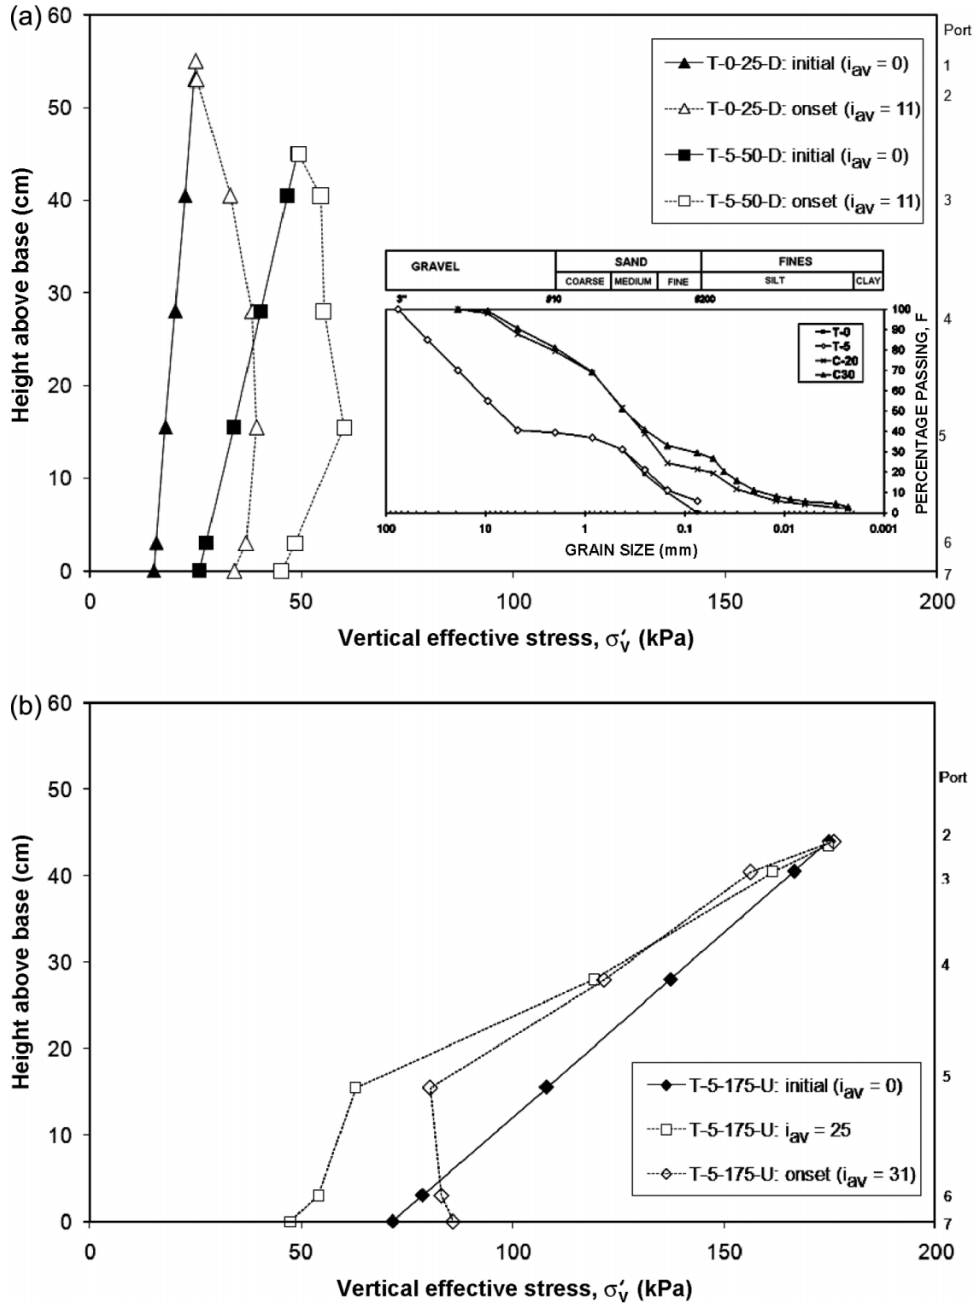 (a)
60
50
40
30
20
10
0
Height above base (cm)
0 50 100 150 200
Vertical effective stress, σ′v (kPa)
Port
1
2
3
4
5
6
7
T-0-25-D: initial (iav = 0)
T-0-25-D: onset (iav = 11)
T-5-50-D: initial (iav = 0)
T-5-50-D: onset (iav = 11)
GRAVEL SAND FINES
COARSE MEDIUM FINE SILT CLAY
3" #10 #200
T-0
T-5
C-20
C30
100
90
80
70
60
50
40
30
20
10
0
PERCENTAGE PASSING, F
100 10 1 0.1 0.01 0.001
GRAIN SIZE (mm)
(b)
60
50
40
30
20
10
0
Height above base (cm)
0 50 100 150 200
Vertical effective stress, σ′v (kPa)
Port
2
3
4
5
6
7
T-5-175-U: initial (iav = 0)
T-5-175-U: iav = 25
T-5-175-U: onset (iav = 31)